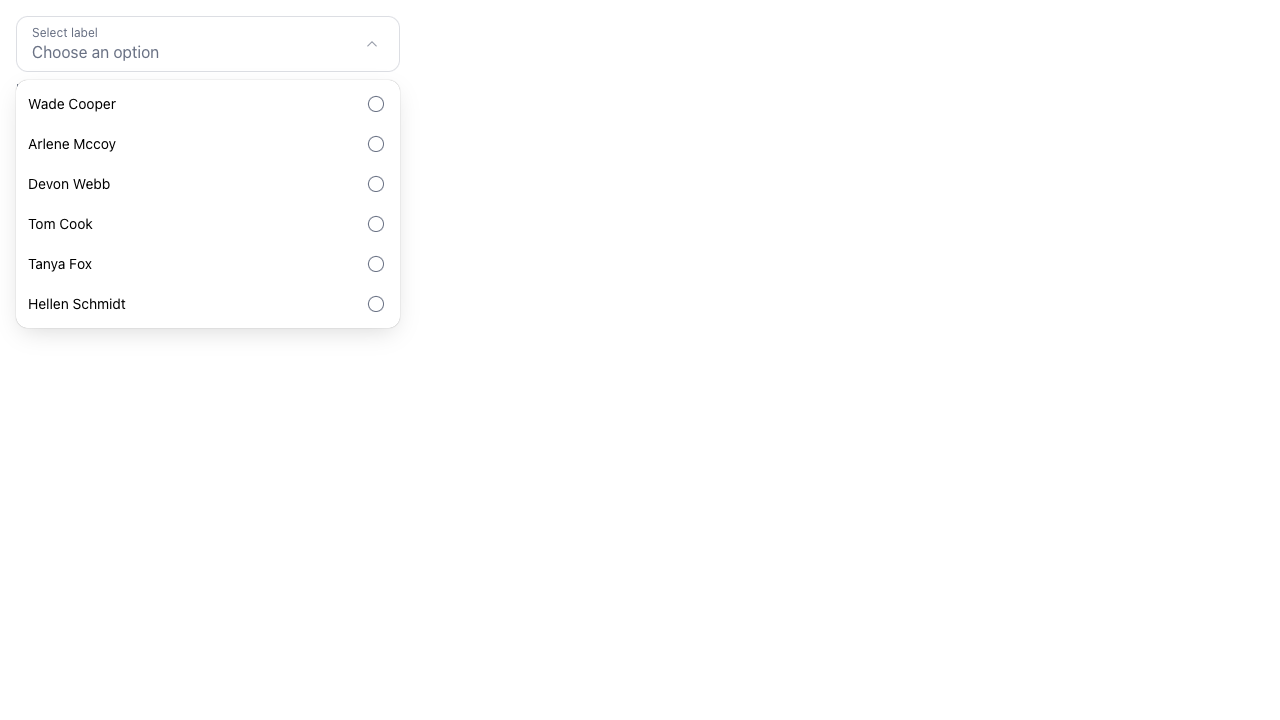 Select label
Choose an option
Wade Cooper
Arlene Mccoy
Devon Webb
Tom Cook
Tanya Fox
Hellen Schmidt